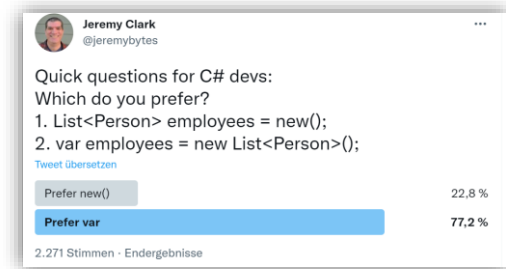 Jeremy Clark
@jeremybytes
Quick questions for C# devs:
Which do you prefer?
1. List<Person> employees = new();
2. var employees = new List<Person>();
Tweet übersetzen
Prefer new() 22,8 %
Prefer var 77,2 %
2.271 Stimmen · Endergebnisse